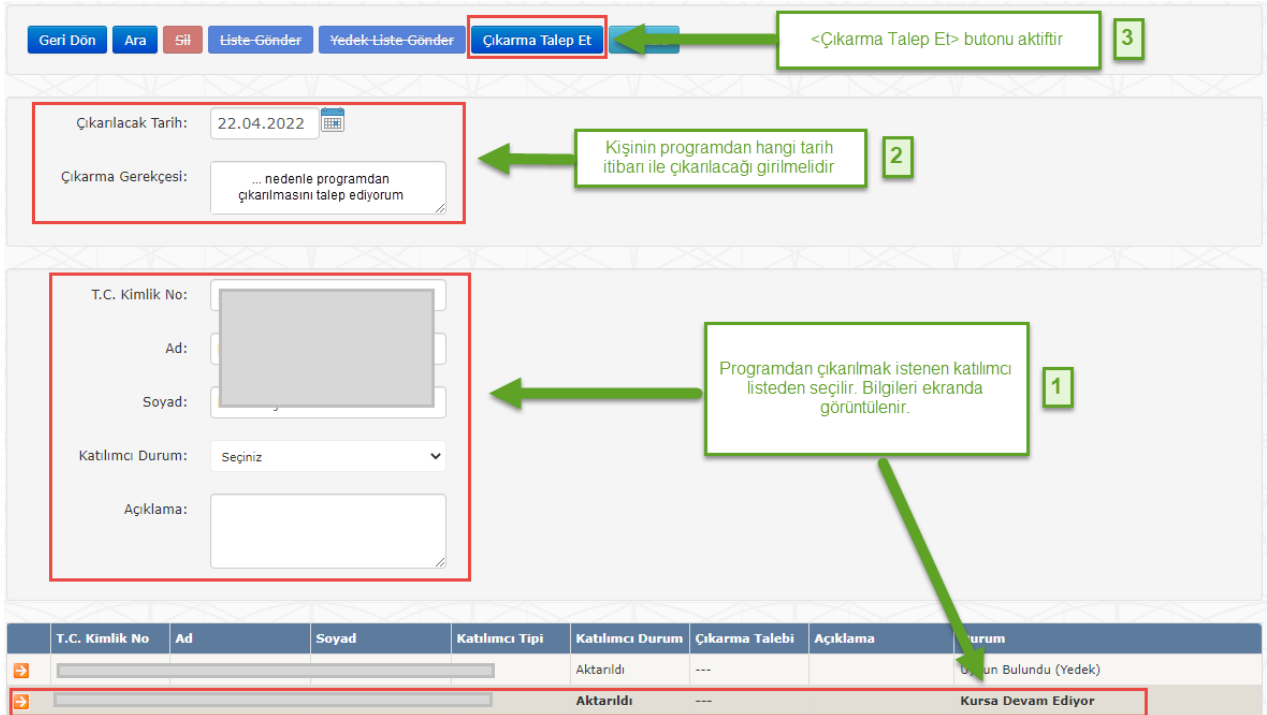 Geri Dön Ara Sil Liste Gönder Yedek Liste Gönder Çıkarma Talep Et
<Çıkarma Talep Et> butonu aktiftir
3
Çıkarılacak Tarih: 22.04.2022
Çıkarma Gerekçesi: ... nedenle programdan
çıkarılmasını talep ediyorum
Kişinin programdan hangi tarih
itibarı ile çıkarılacağı girilmelidir
2
T.C. Kimlik No:
Ad:
Soyad:
Katılımcı Durum: Seçiniz
Açıklama:
Programdan çıkarılmak istenen katılımcı
listeden seçilir. Bilgileri ekranda
görüntülenir.
1
T.C. Kimlik No Ad Soyad Katılımcı Tipi Katılımcı Durum Çıkarma Talebi Açıklama
Aktarıldı --- Bulundu (Yedek)
Aktarıldı --- Kursa Devam Ediyor